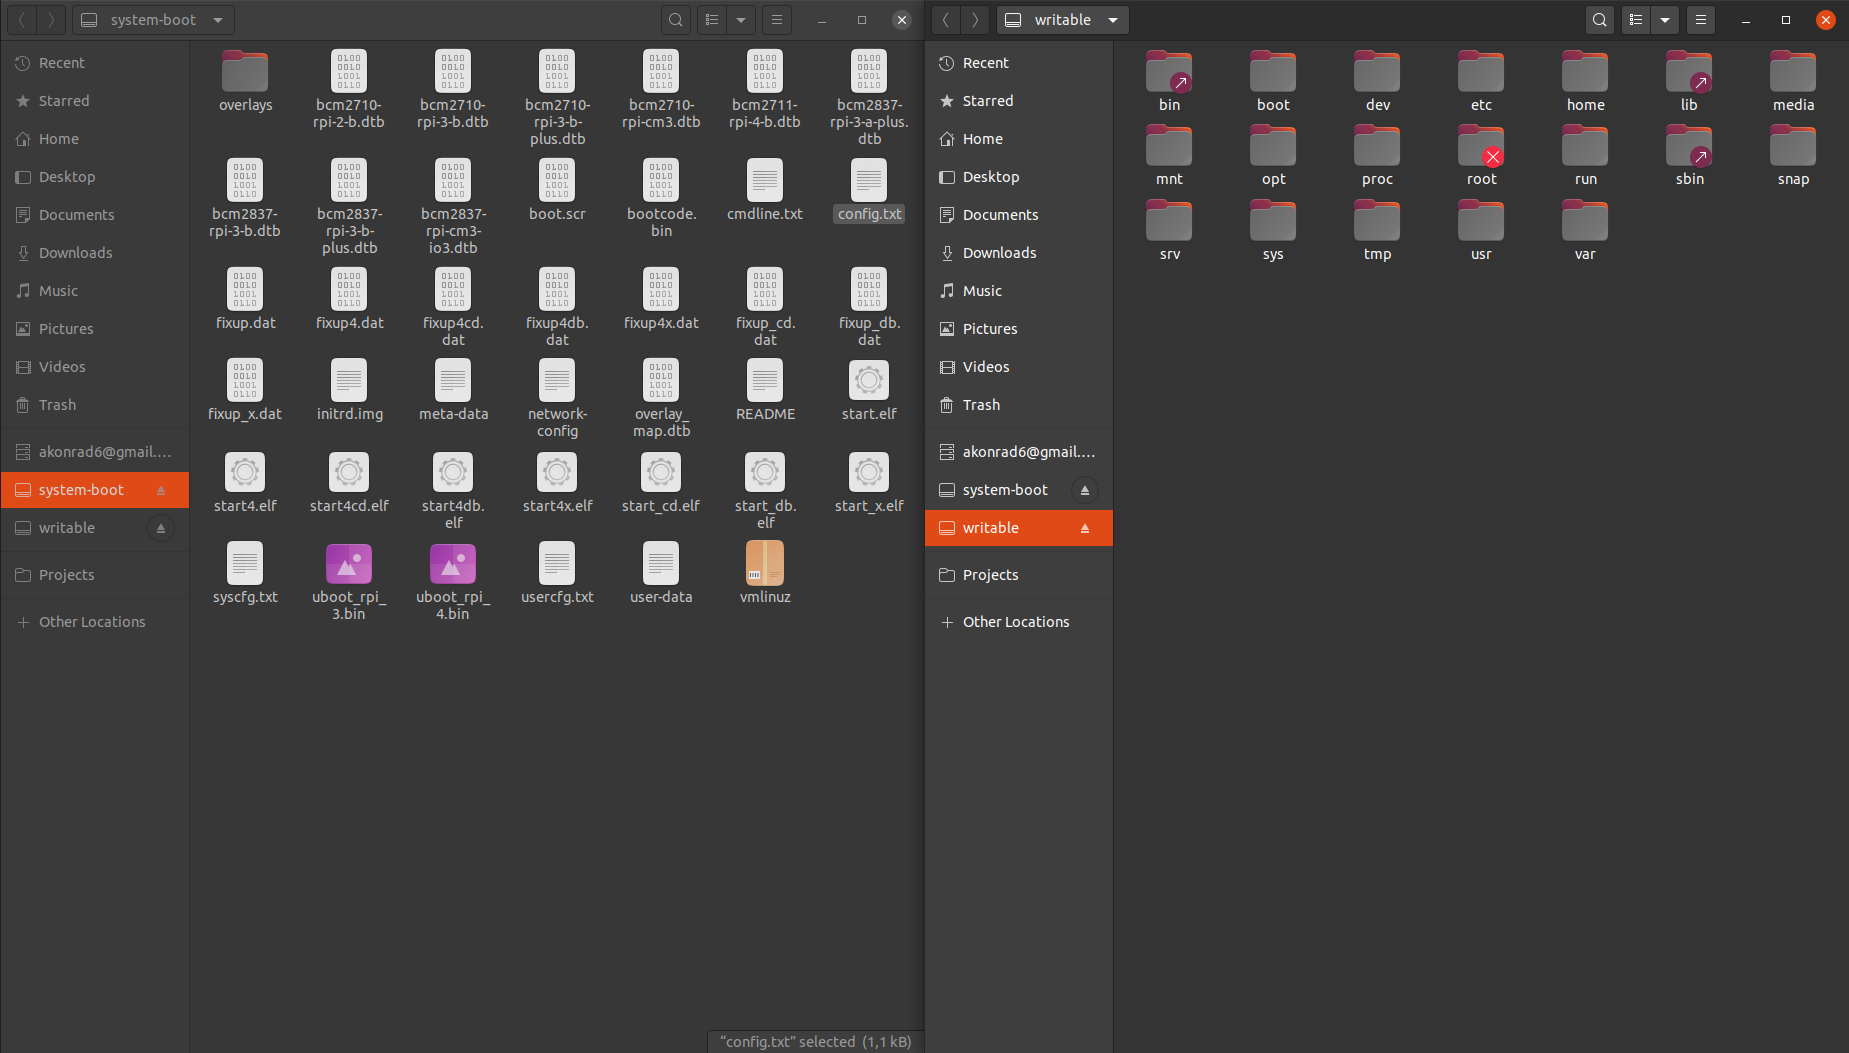 system-boot
Recent
Starred
Home
Desktop
Documents
Downloads
Music
Pictures
Videos
Trash
akonrad6@gmail....
system-boot
writable
Projects
Other Locations
overlays
bcm2710-
rpi-2-b.dtb
bcm2710-
rpi-3-b.dtb
bcm2710-
rpi-3-b-
plus.dtb
bcm2710-
rpi-cm3.dtb
bcm2711-
rpi-4-b.dtb
bcm2837-
rpi-3-a-plus.
dtb
bcm2837-
rpi-3-b.dtb
bcm2837-
rpi-3-b-
plus.dtb
bcm2837-
rpi-cm3-
io3.dtb
boot.scr
bootcode.
bin
cmdline.txt
config.txt
fixup.dat
fixup4.dat
fixup4cd.
dat
fixup4db.
dat
fixup4x.dat
fixup_cd.
dat
fixup_db.
dat
fixup_x.dat
initrd.img
meta-data
network-
config
overlay_
map.dtb
README
start.elf
start4.elf
start4cd.elf
start4db.
elf
start4x.elf
start_cd.elf
start_db.
elf
start_x.elf
syscfg.txt
uboot_rpi_
3.bin
uboot_rpi_
4.bin
usercfg.txt
user-data
vmlinuz
“config.txt” selected (1,1 kB)
writable
Recent
Starred
Home
Desktop
Documents
Downloads
Music
Pictures
Videos
Trash
akonrad6@gmail....
system-boot
writable
Projects
Other Locations
bin
boot
dev
etc
home
lib
media
mnt
opt
proc
root
run
sbin
snap
srv
sys
tmp
usr
var